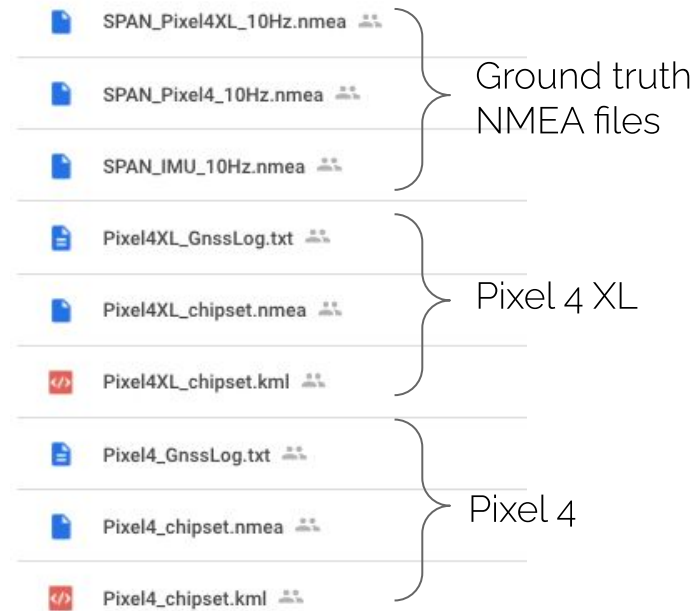 SPAN_Pixel4XL_10Hz.nmea
SPAN_Pixel4_10Hz.nmea
SPAN_IMU_10Hz.nmea
Ground truth
NMEA files
Pixel4XL_GnssLog.txt
Pixel4XL_chipset.nmea
Pixel4XL_chipset.kml
Pixel 4 XL
Pixel4_GnssLog.txt
Pixel4_chipset.nmea
Pixel4_chipset.kml
Pixel 4